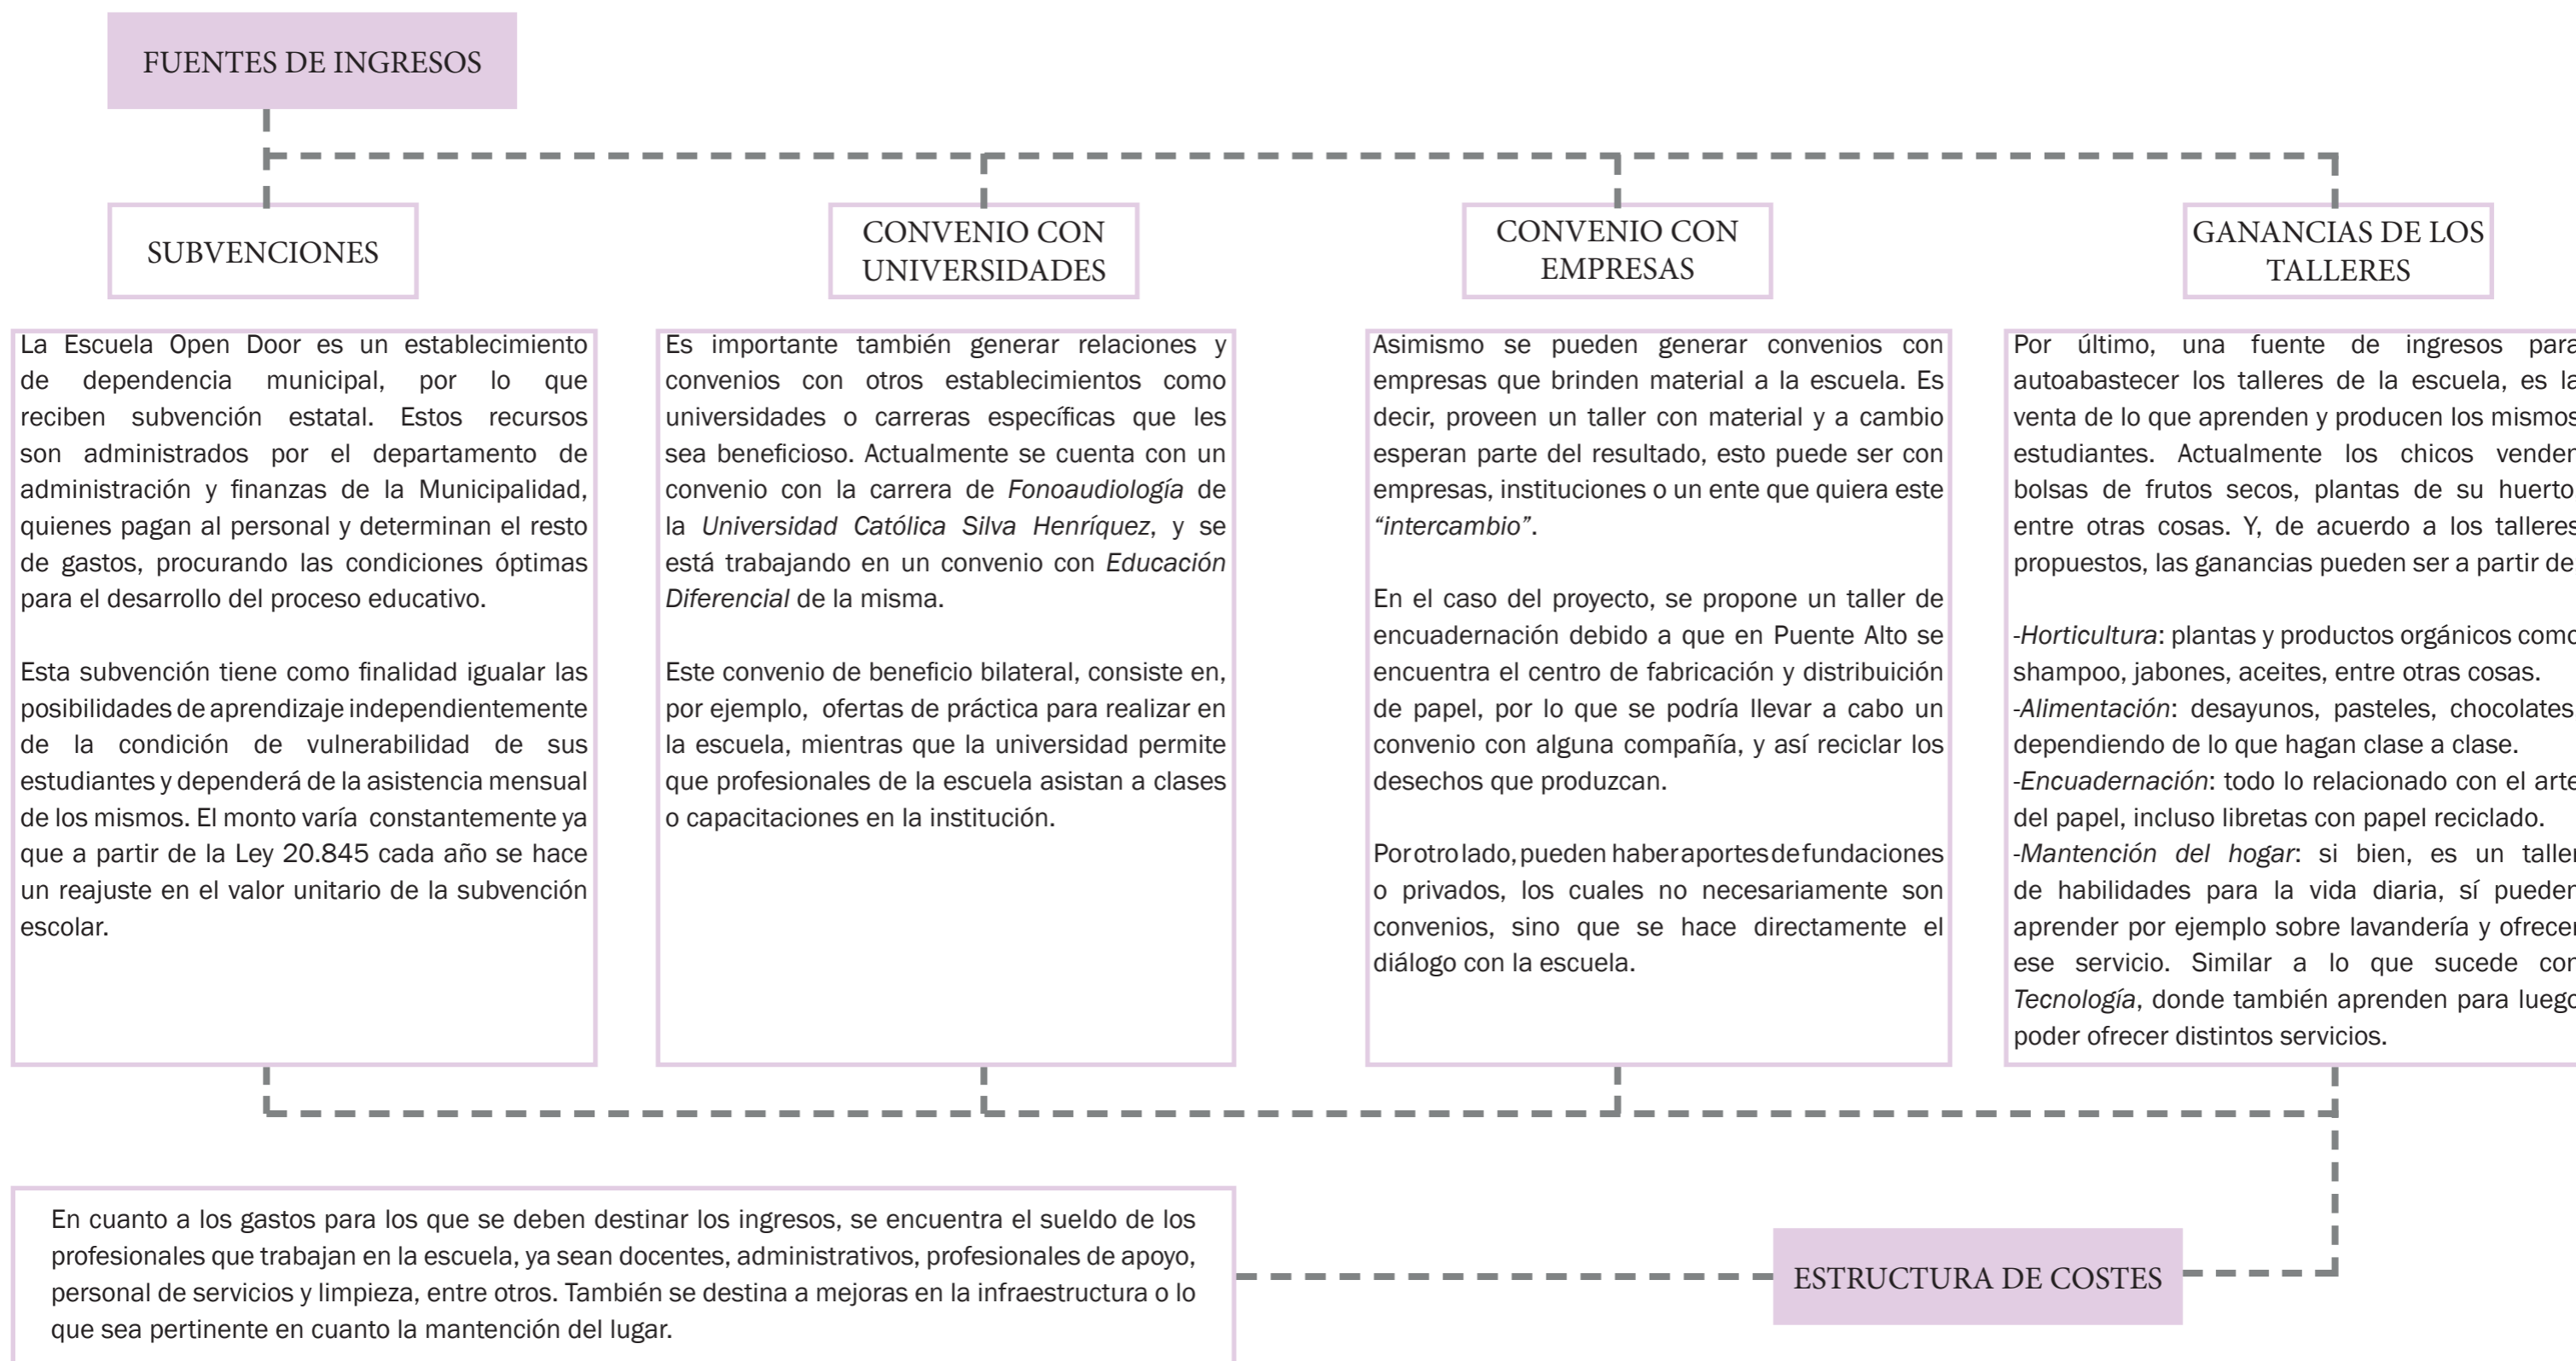 FUENTES DE INGRESOS
SUBVENCIONES
La Escuela Open Door es un establecimiento
de dependencia municipal, por lo que
reciben subvención estatal. Estos recursos
son administrados por el departamento de
administración y finanzas de la Municipalidad,
quienes pagan al personal y determinan el resto
de gastos, procurando las condiciones óptimas
para el desarrollo del proceso educativo.
Esta subvención tiene como finalidad igualar las
posibilidades de aprendizaje independientemente
de la condición de vulnerabilidad de sus
estudiantes y dependerá de la asistencia mensual
de los mismos. El monto varía constantemente ya
que a partir de la Ley 20.845 cada año se hace
un reajuste en el valor unitario de la subvención
escolar.
CONVENIO CON
UNIVERSIDADES
Es importante también generar relaciones y
convenios con otros establecimientos como
universidades o carreras específicas que les
sea beneficioso. Actualmente se cuenta con un
convenio con la carrera de Fonoaudiología de
la Universidad Católica Silva Henríquez, y se
está trabajando en un convenio con Educación
Diferencial de la misma.
Este convenio de beneficio bilateral, consiste en,
por ejemplo, ofertas de práctica para realizar en
la escuela, mientras que la universidad permite
que profesionales de la escuela asistan a clases
o capacitaciones en la institución.
CONVENIO CON
EMPRESAS
Asimismo se pueden generar convenios con
empresas que brinden material a la escuela. Es
decir, proveen un taller con material y a cambio
esperan parte del resultado, esto puede ser con
empresas, instituciones o un ente que quiera este
“intercambio”.
En el caso del proyecto, se propone un taller de
encuadernación debido a que en Puente Alto se
encuentra el centro de fabricación y distribuición
de papel, por lo que se podría llevar a cabo un
convenio con alguna compañía, y así reciclar los
desechos que produzcan.
Por otro lado, pueden haber aportes de fundaciones
o privados, los cuales no necesariamente son
convenios, sino que se hace directamente el
diálogo con la escuela.
GANANCIAS DE LOS
TALLERES
Por último, una fuente de ingresos para
autoabastecer los talleres de la escuela, es la
venta de lo que aprenden y producen los mismos
estudiantes. Actualmente los chicos venden
bolsas de frutos secos, plantas de su huerto
entre otras cosas. Y, de acuerdo a los talleres
propuestos, las ganancias pueden ser a partir de
-Horticultura: plantas y productos orgánicos como
shampoo, jabones, aceites, entre otras cosas.
-Alimentación: desayunos, pasteles, chocolates
dependiendo de lo que hagan clase a clase.
-Encuadernación: todo lo relacionado con el arte
del papel, incluso libretas con papel reciclado.
-Mantención del hogar: si bien, es un taller
de habilidades para la vida diaria, sí pueden
aprender por ejemplo sobre lavandería y ofrecer
ese servicio. Similar a lo que sucede con
Tecnología, donde también aprenden para luego
poder ofrecer distintos servicios.
En cuanto a los gastos para los que se deben destinar los ingresos, se encuentra el sueldo de los
profesionales que trabajan en la escuela, ya sean docentes, administrativos, profesionales de apoyo,
personal de servicios y limpieza, entre otros. También se destina a mejoras en la infraestructura o lo
que sea pertinente en cuanto la mantención del lugar.
ESTRUCTURA DE COSTES